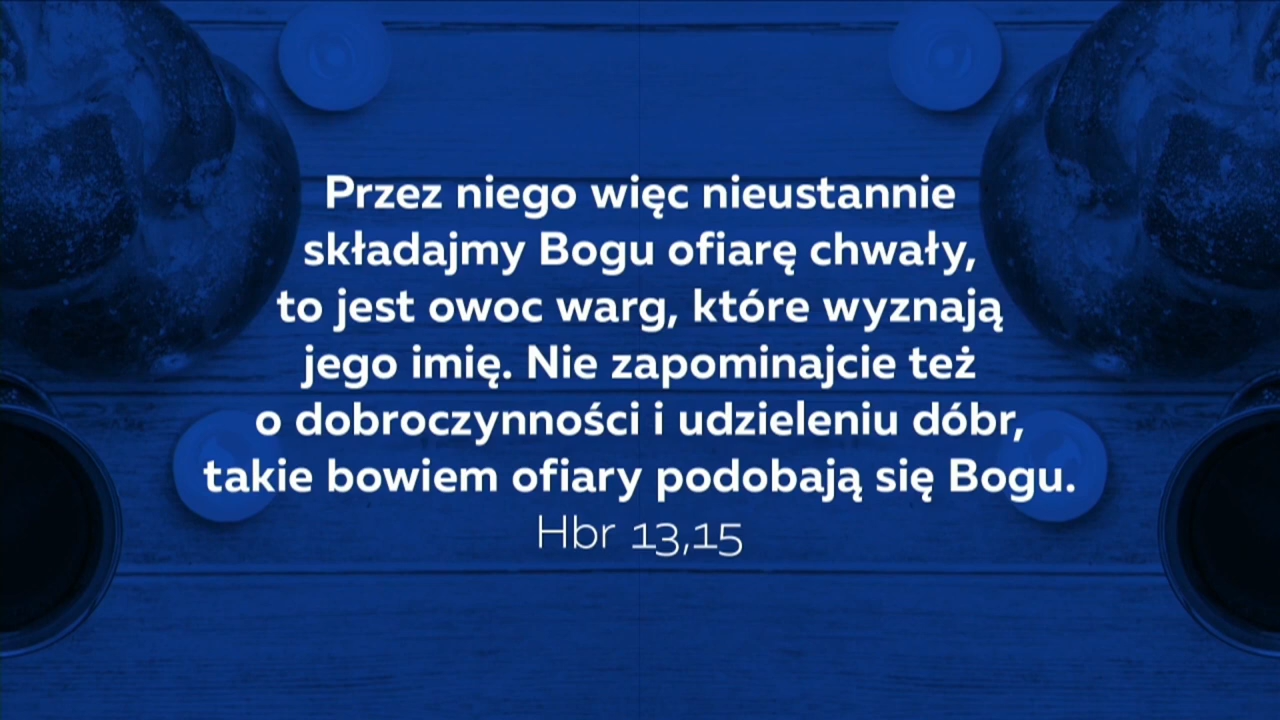 Przez niego więc nieustannie
składajmy Bogu ofiarę chwały,
to jest owoc warg, które wyznają
jego imię. Nie zapominajcie też
o dobroczynności i udzieleniu dóbr,
takie bowiem ofiary podobają się Bogu.
Hbr 13,15